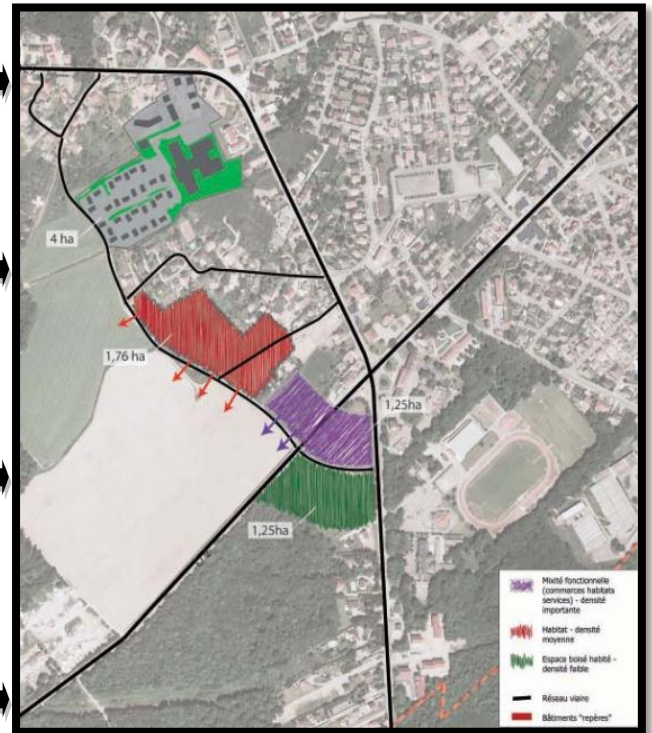 4 ha
1,76 ha
1,25ha
1,25ha
Mixité fonctionnelle
(commerces habitats
services) - densité
importante
Habitat - densité
moyenne
Espace boisé habité -
densité faible
Réseau viaire
Bâtiments "repères"